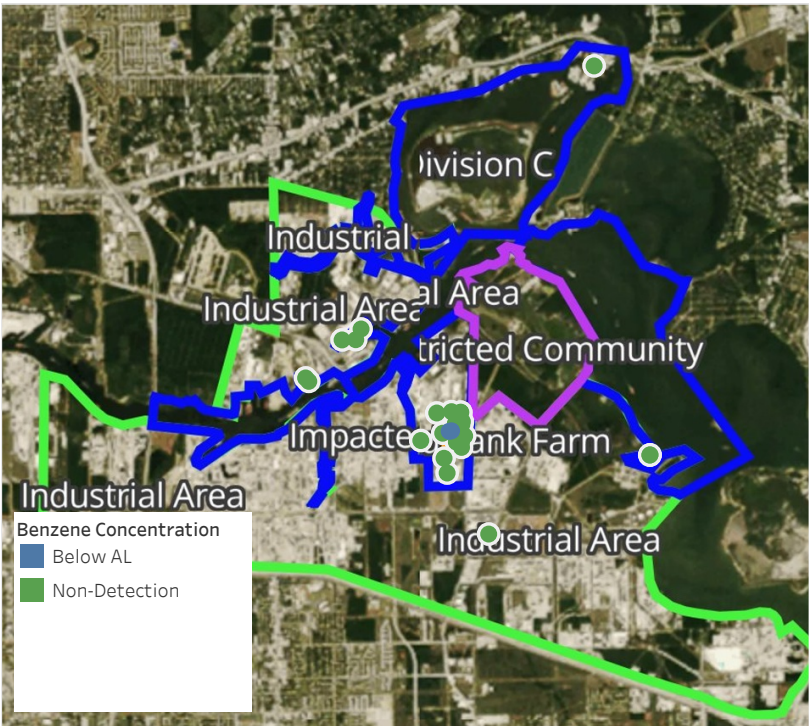 Division C
Industrial
Industrial Area
al Area
tricted Community
Impacte
ank Farm
Industrial Area
Industrial Area
Benzene Concentration
Below AL
Non-Detection